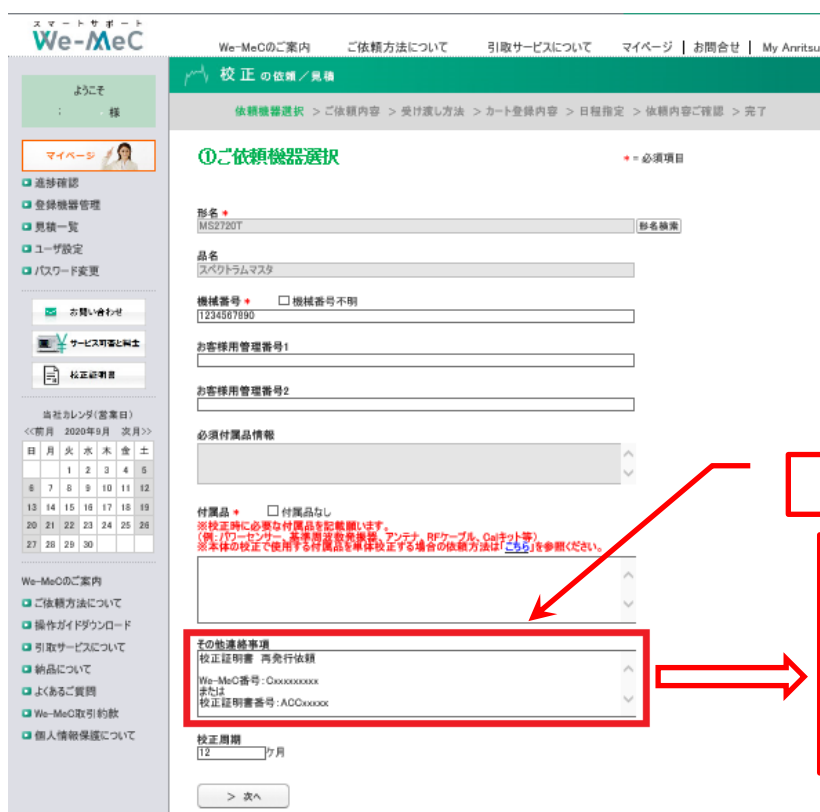 スマートサポート
We-MeC
We-MeCのご案内
ご依頼方法について
引取サービスについて
マイページ | お問合せ | My Anritsu
ようこそ
様
校正 の依頼／見積
依頼機器選択 > ご依頼内容 > 受け渡し方法 > カート登録内容 > 日程指定 > 依頼内容ご確認 > 完了
マイページ
進捗確認
登録機器管理
見積一覧
ユーザ設定
パスワード変更
お問い合わせ
サービス可否と料金
校正証明書
当社カレンダ(営業日)
<<前月 2020年9月 次月>>
日 月 火 水 木 金 土
1 2 3 4 5
6 7 8 9 10 11 12
13 14 15 16 17 18 19
20 21 22 23 24 25 26
27 28 29 30
We-MeCのご案内
ご依頼方法について
操作ガイドダウンロード
引取サービスについて
納品について
よくあるご質問
We-MeC取引約款
個人情報保護について
①ご依頼機器選択
* = 必須項目
形名 *
MS2720T
形名検索
品名
スペクトラムマスタ
機械番号 * 機械番号不明
1234567890
お客様用管理番号1
お客様用管理番号2
必須付属品情報
付属品 * 付属品なし
※校正時に必要な付属品を記載願います。
(例:パワーセンサー、基準周波数発振器、アンテナ、RFケーブル、Calキット等)
※本体の校正で使用する付属品を単体校正する場合の依頼方法は「こちら」を参照ください。
その他連絡事項
校正証明書 再発行依頼
We-MeC番号:Cxxxxxxxxx
または
校正証明書番号:ACCxxxxx
校正周期
12 ケ月
> 次へ